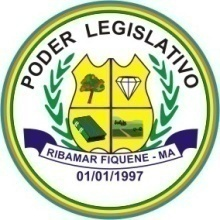 PODER LEGISLATIVO
RIBAMAR FIQUENE - MA
01/01/1997